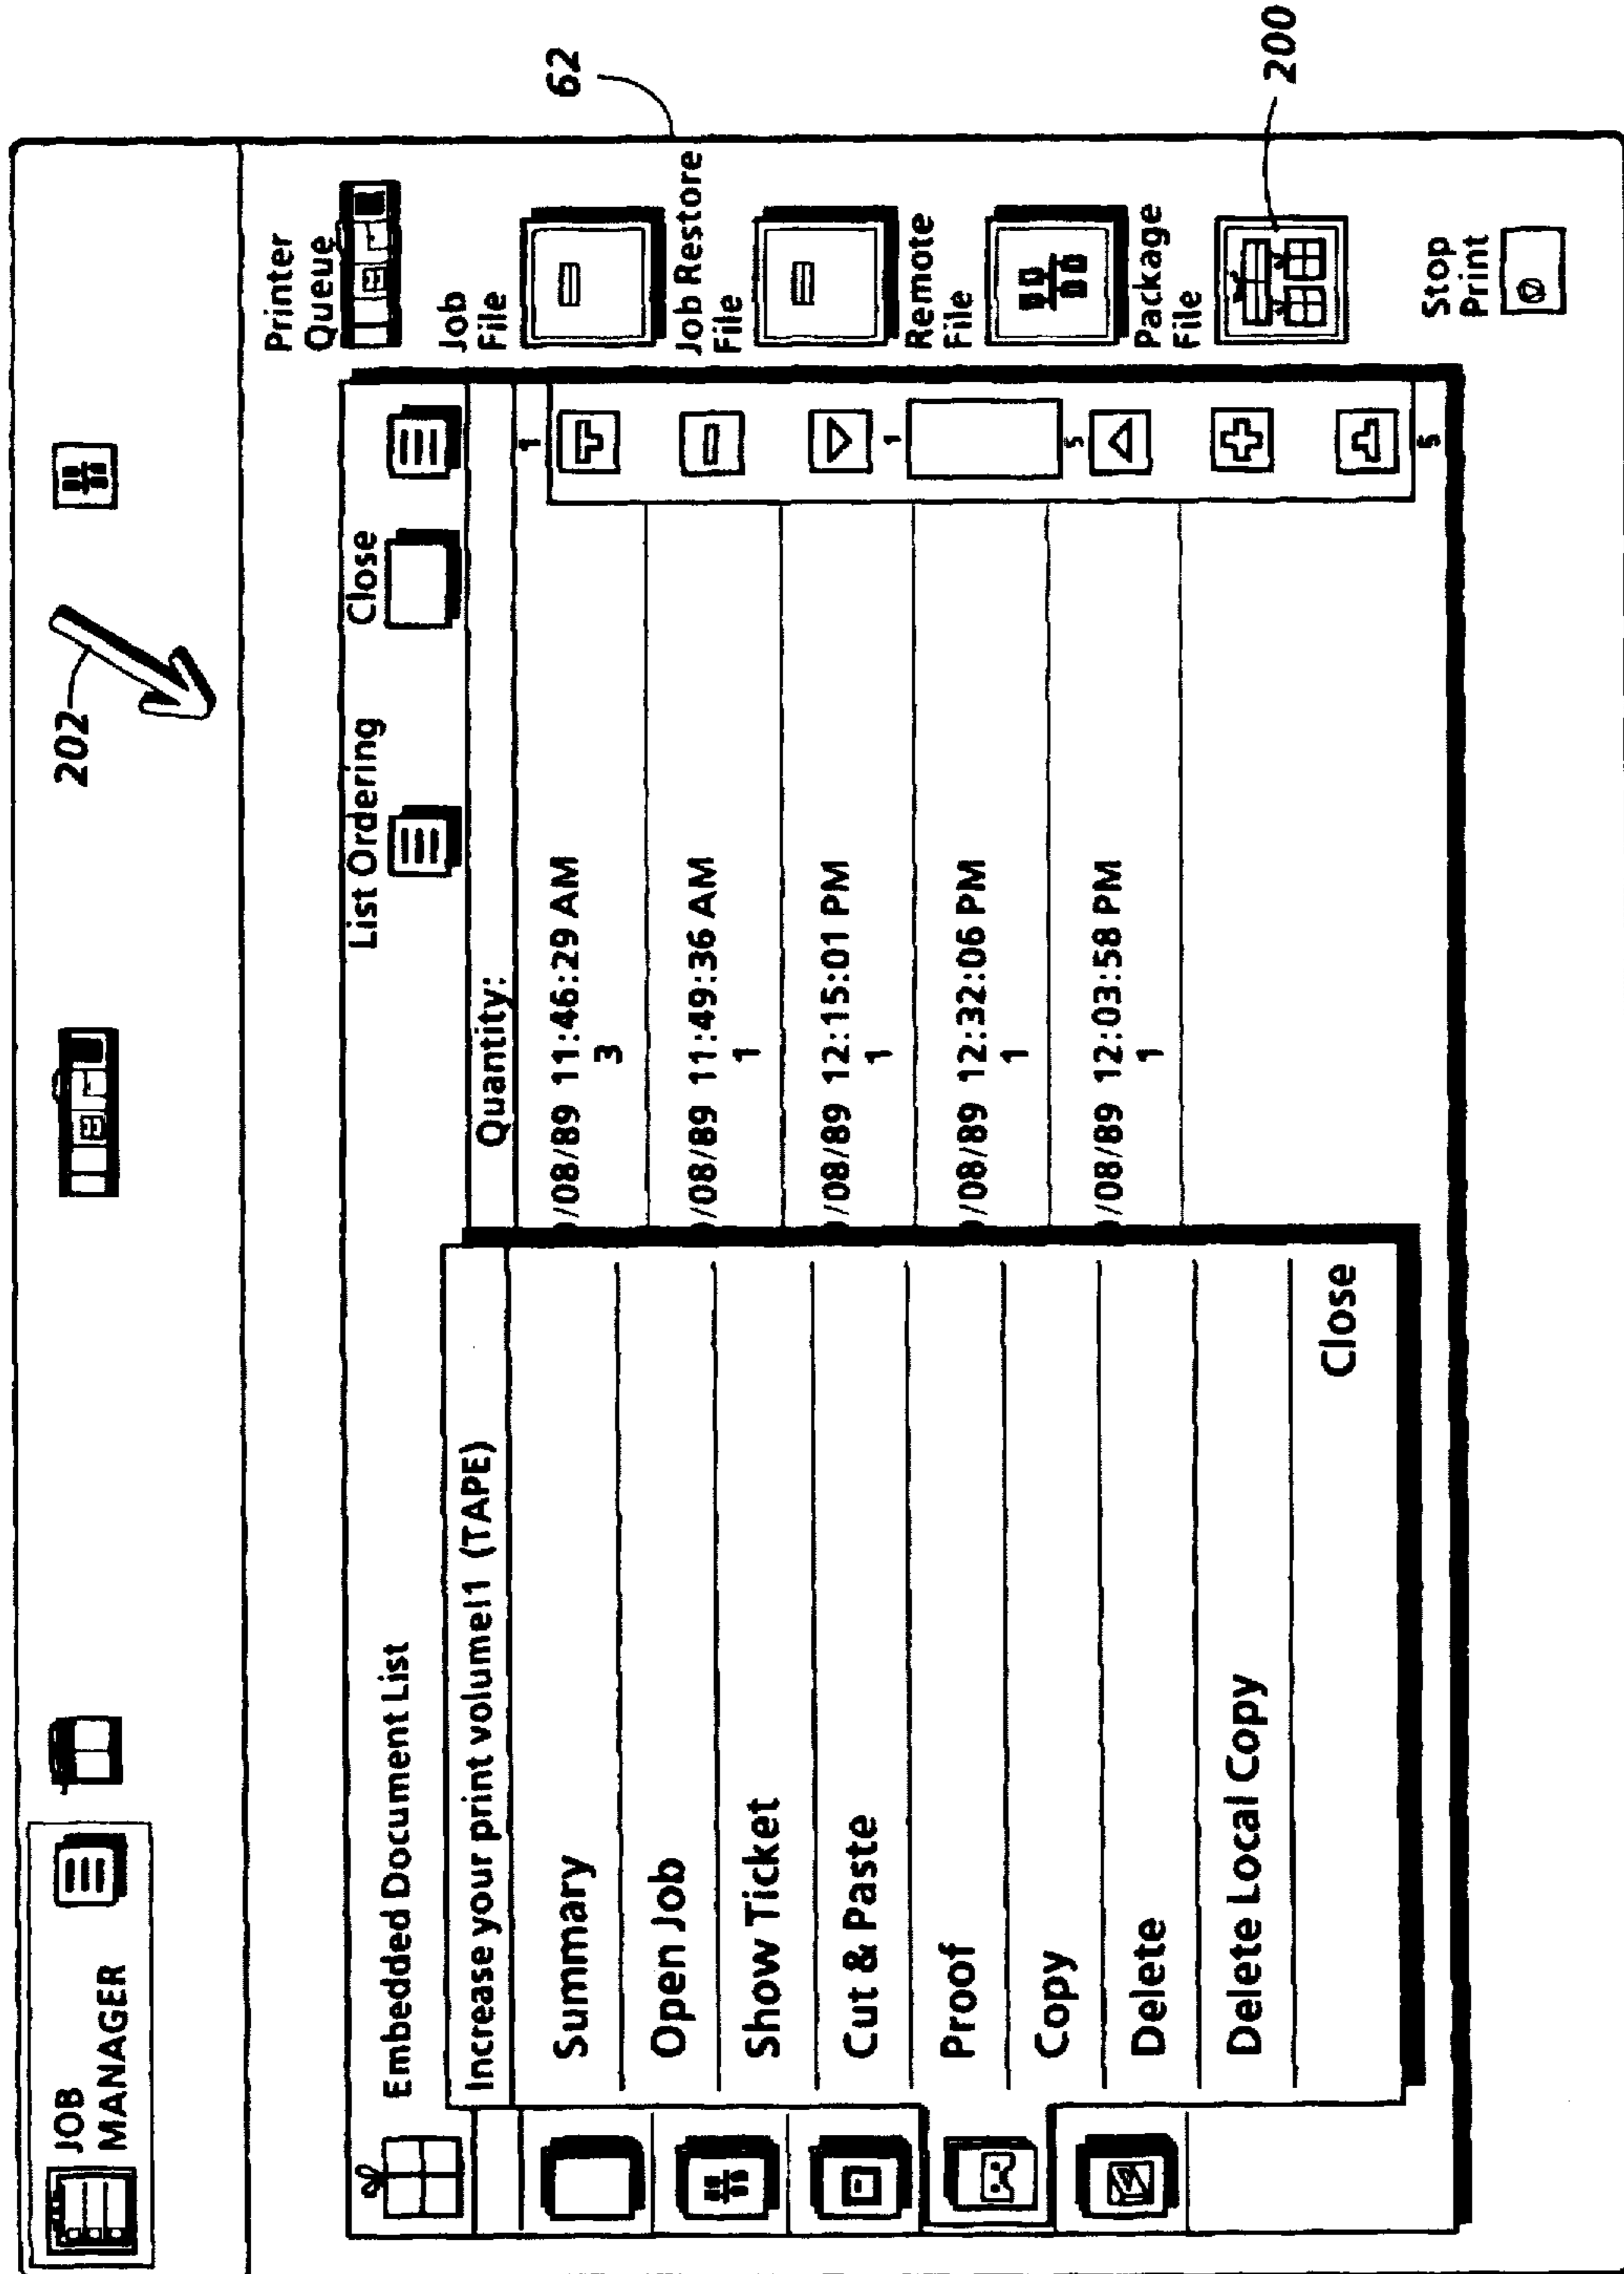 JOB
MANAGER
202
62
Printer
Queue
Embedded Document List
List Ordering
Close
Increase your print volume11 (TAPE)
Quantity:
Summary
Open Job
Show Ticket
Cut & Paste
Proof
Copy
Delete
Delete Local Copy
Close
/08/89 11:46:29 AM
3
/08/89 11:49:36 AM
1
/08/89 12:15:01 PM
1
/08/89 12:32:06 PM
1
/08/89 12:03:58 PM
1
1
1
5
5
Job
File
Job Restore
File
Remote
File
Package
File
200
Stop
Print